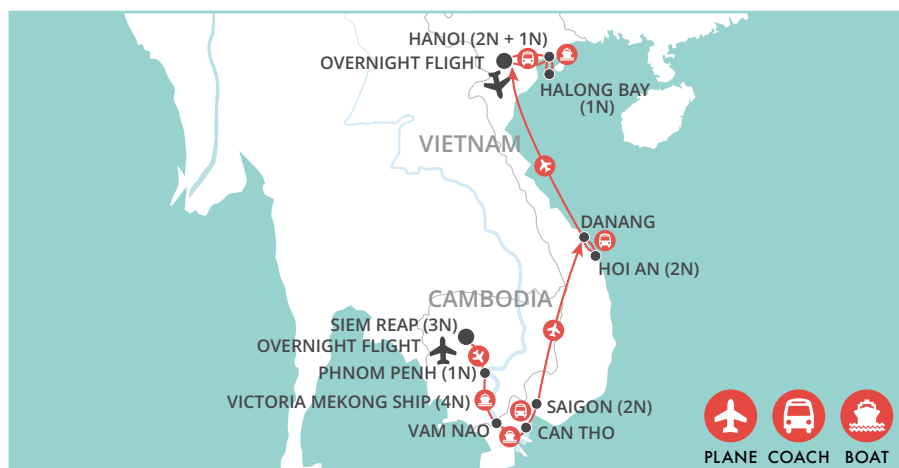 HANOI (2N + 1N)
OVERNIGHT FLIGHT
HALONG BAY
(1N)
VIETNAM
DANANG
HOI AN (2N)
CAMBODIA
SIEM REAP (3N)
OVERNIGHT FLIGHT
PHNOM PENH (1N)
VICTORIA MEKONG SHIP (4N)
SAIGON (2N)
VAM NAO
CAN THO
PLANE COACH BOAT